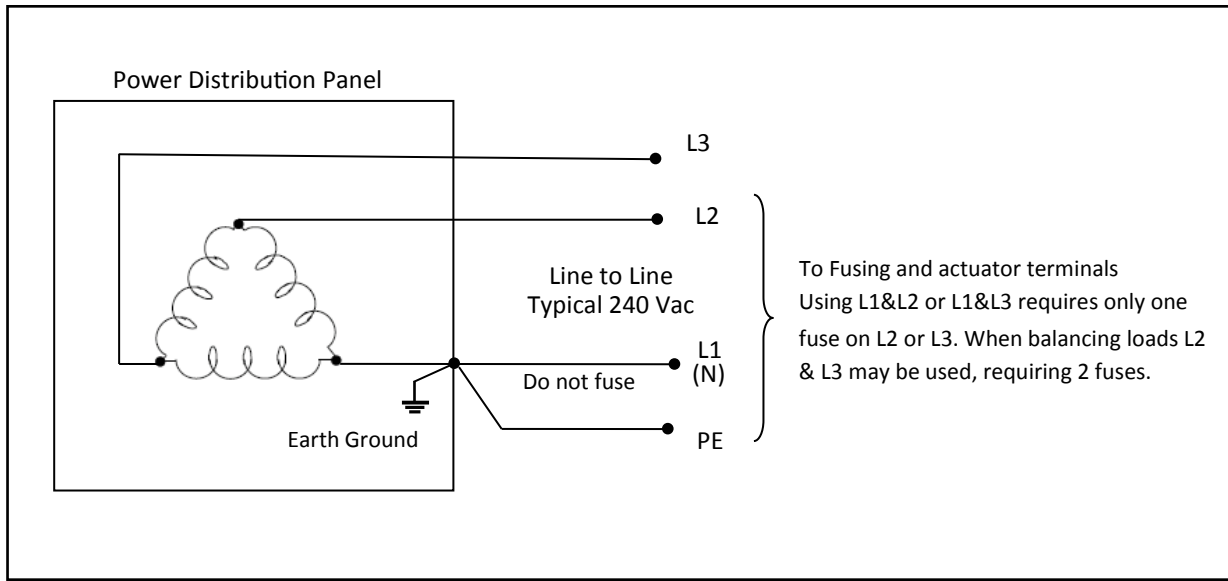 Power Distribution Panel
L3
L2
Line to Line
Typical 240 Vac
L1
(N)
Do not fuse
Earth Ground
PE
To Fusing and actuator terminals
Using L1&L2 or L1&L3 requires only one
fuse on L2 or L3. When balancing loads L2
& L3 may be used, requiring 2 fuses.